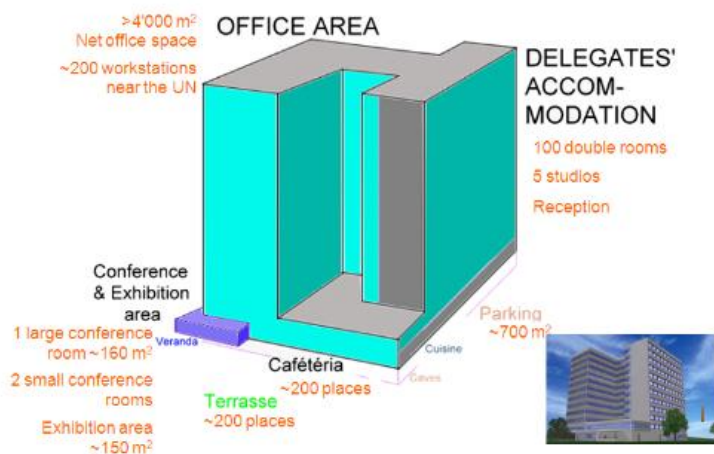 >4'000 m²
Net office space
~200 workstations
near the UN
OFFICE AREA
DELEGATES'
ACCOM-
MODATION
100 double rooms
5 studios
Reception
Conference
& Exhibition
area
1 large conference
room ~160 m²
2 small conference
rooms
Exhibition area
~150 m²
Veranda
Cafétéria
~200 places
Terrasse
~200 places
Parking
~700 m²
Cuisine
Caves